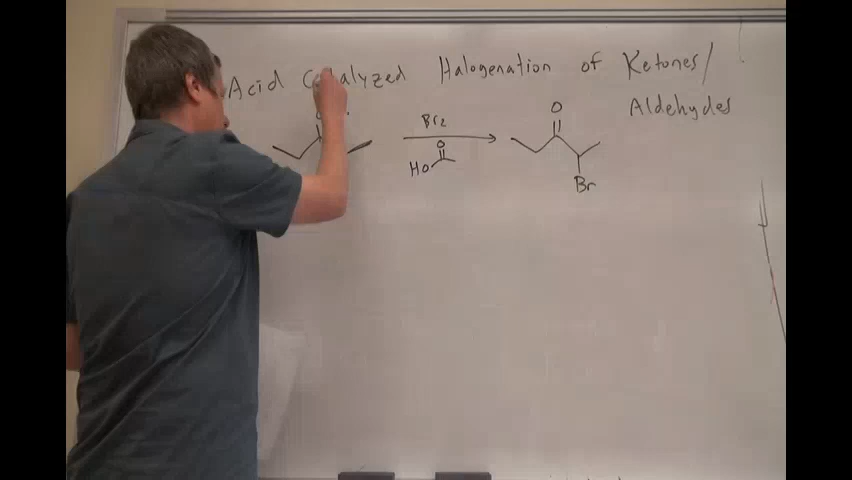 Acid Catalyzed Halogenation of Ketones/
Aldehydes
O
Br2
O
HO
O
Br